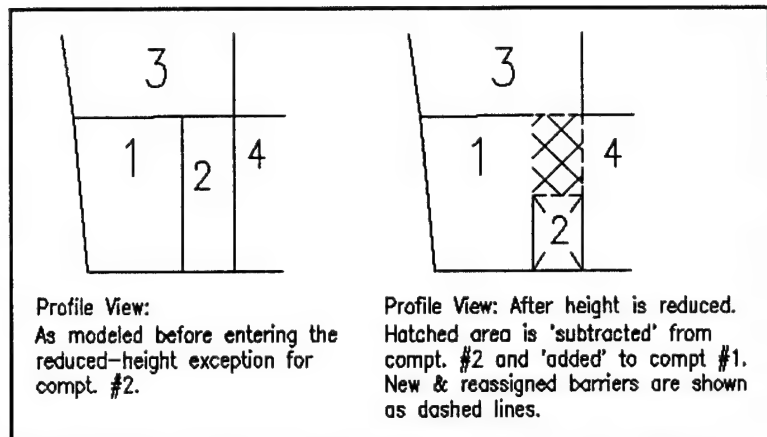 3
1
2
4
Profile View:
As modeled before entering the
reduced-height exception for
compt. #2.
3
1
4
2
Profile View: After height is reduced.
Hatched area is 'subtracted' from
compt. #2 and 'added' to compt #1.
New & reassigned barriers are shown
as dashed lines.